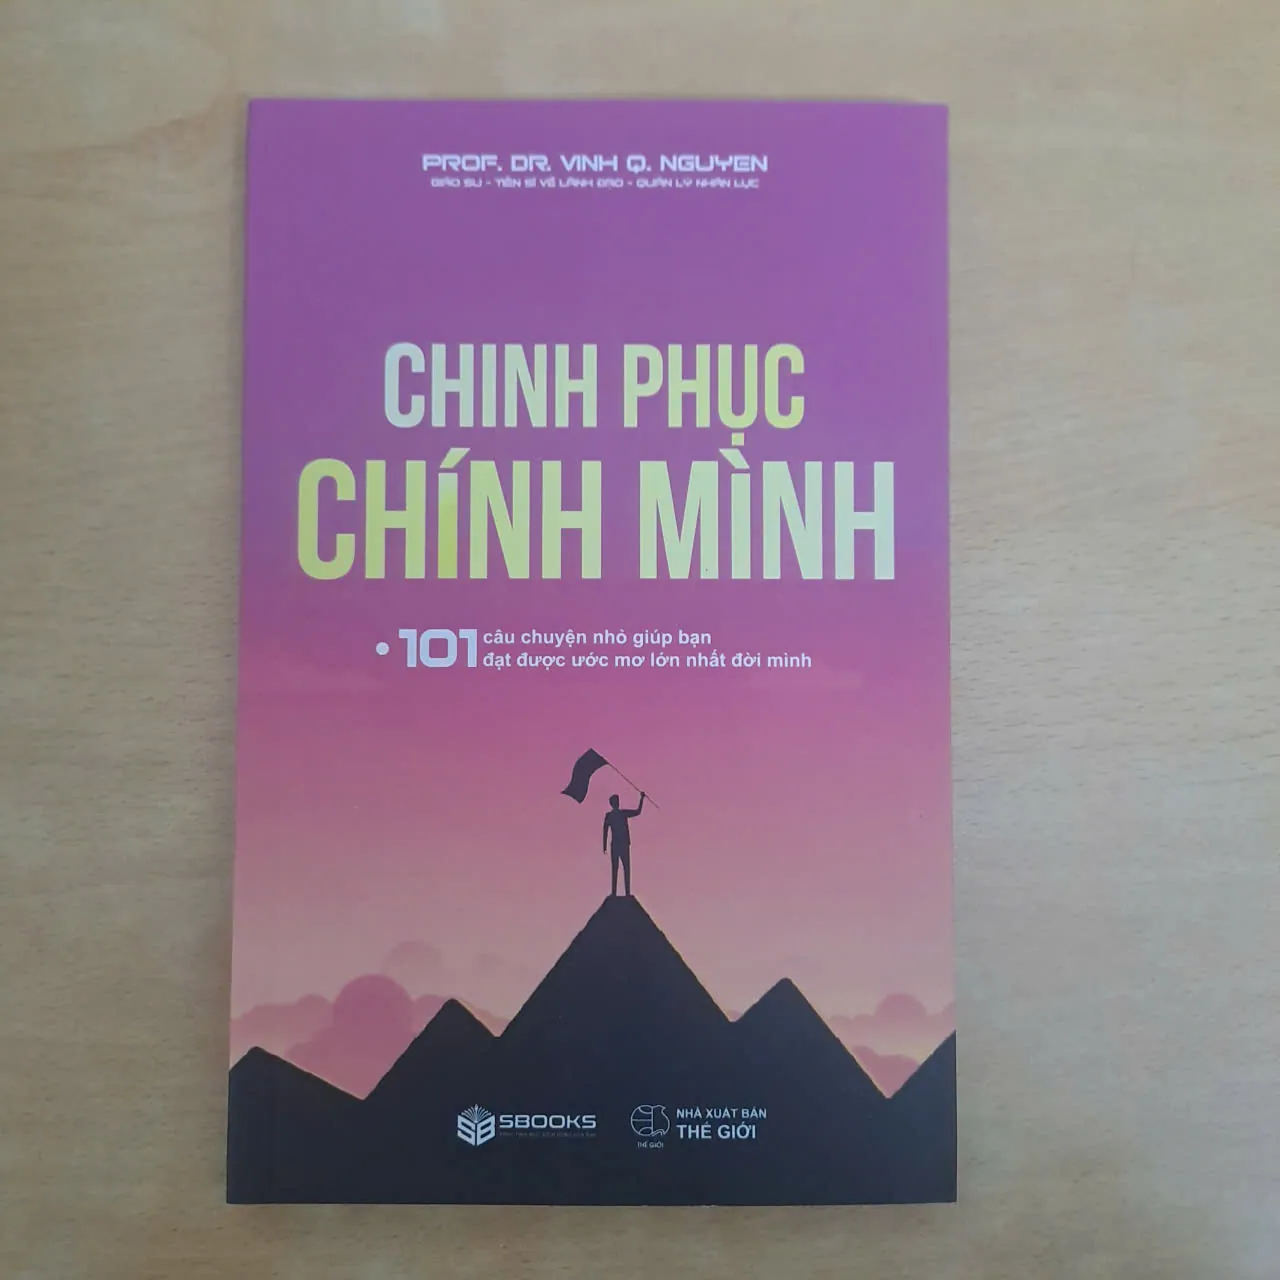 PROF. DR. VINH Q. NGUYEN
GIÁO SƯ - TIẾN SĨ VỀ LÃNH ĐẠO - QUẢN LÝ NHÂN LỰC
CHINH PHỤC
CHÍNH MÌNH
• 101 câu chuyện nhỏ giúp bạn
đạt được ước mơ lớn nhất đời mình
SBOOKS
NHÀ XUẤT BẢN
THẾ GIỚI
THẾ GIỚI